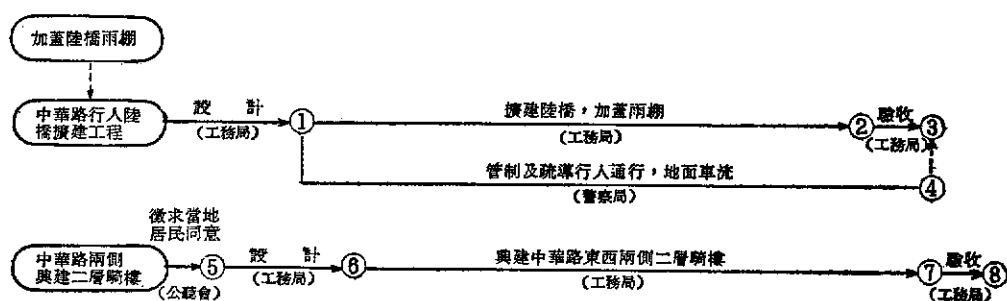 加蓋陸橋雨棚
中華路行人陸
橋擴建工程
設計
(工務局)
①
擴建陸橋，加蓋雨棚
(工務局)
②
驗收
(工務局)
③
管制及疏導行人通行，地面車流
(警察局)
④
中華路兩側
興建二層騎樓
徵求當地
居民同意
(公聽會)
⑤
設計
(工務局)
⑥
興建中華路東西兩側二層騎樓
(工務局)
⑦
驗收
(工務局)
⑧